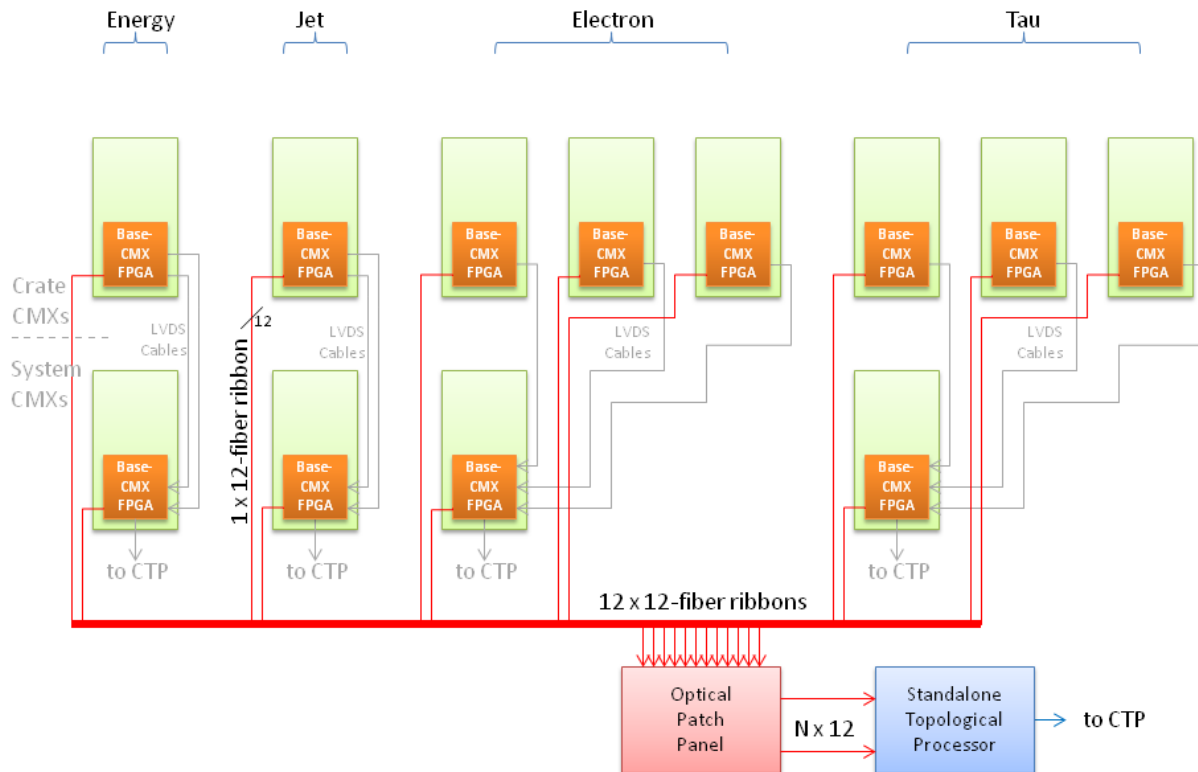 Energy
Jet
Electron
Tau
Base-
CMX
FPGA
Base-
CMX
FPGA
Base-
CMX
FPGA
Base-
CMX
FPGA
Base-
CMX
FPGA
Base-
CMX
FPGA
Base-
CMX
FPGA
Base-
CMX
FPGA
Crate
CMXs
System
CMXs
12
1 x 12-fiber ribbon
LVDS
Cables
LVDS
Cables
LVDS
Cables
LVDS
Cables
Base-
CMX
FPGA
Base-
CMX
FPGA
Base-
CMX
FPGA
Base-
CMX
FPGA
to CTP
to CTP
to CTP
to CTP
12 x 12-fiber ribbons
Optical
Patch
Panel
N x 12
Standalone
Topological
Processor
to CTP